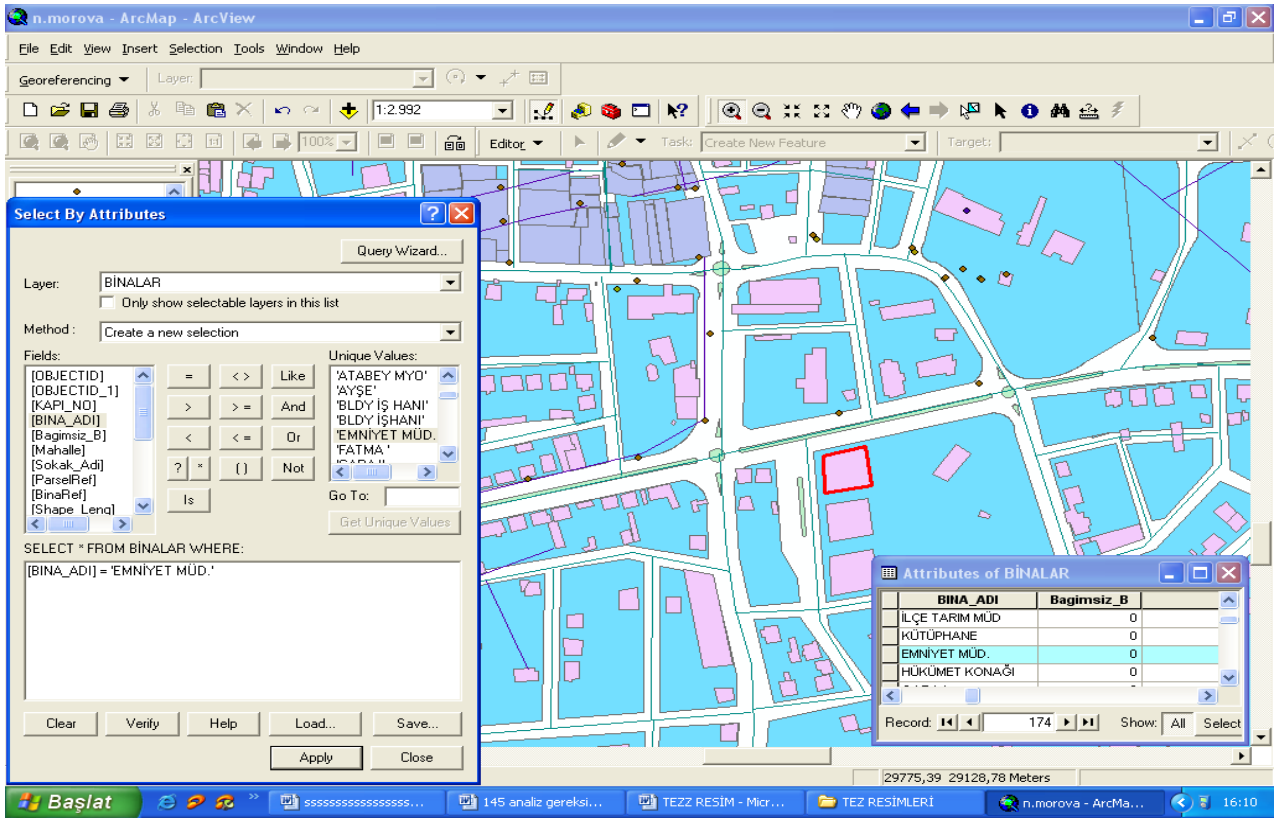 n.morova - ArcMap - ArcView
File Edit View Insert Selection Tools Window Help
Georeferencing Layer:
1:2.992
100% Editor Task: Create New Feature Target:
Select By Attributes
Query Wizard...
Layer: BİNALAR
Only show selectable layers in this list
Method : Create a new selection
Fields: Unique Values:
[OBJECTID]
[OBJECTID_1]
[KAPI_NO]
[BINA_ADI]
[Bagimsiz_B]
[Mahalle]
[Sokak_Adi]
[ParselRef]
[BinaRef]
[Shape_Leng]
= < > Like
> > = And
< < = Or
? * ( ) Not
Is
'ATABEY MYO'
'AYŞE'
'BLDY İŞ HANI'
'BLDY İŞHANI'
'EMNİYET MÜD.
'FATMA '
Go To:
Get Unique Values
SELECT * FROM BİNALAR WHERE:
[BINA_ADI] = 'EMNİYET MÜD.'
Clear Verify Help Load... Save...
Apply Close
Attributes of BİNALAR
BINA_ADI Bagimsiz_B
İLÇE TARIM MÜD 0
KÜTÜPHANE 0
EMNİYET MÜD. 0
HÜKÜMET KONAĞI 0
Record: 174 Show: All Select
29775,39 29128,78 Meters
Başlat ssssssssssssssssss... 145 analiz gereksi... TEZZ RESİM - Micr... TEZ RESİMLERİ n.morova - ArcMa... 16:10